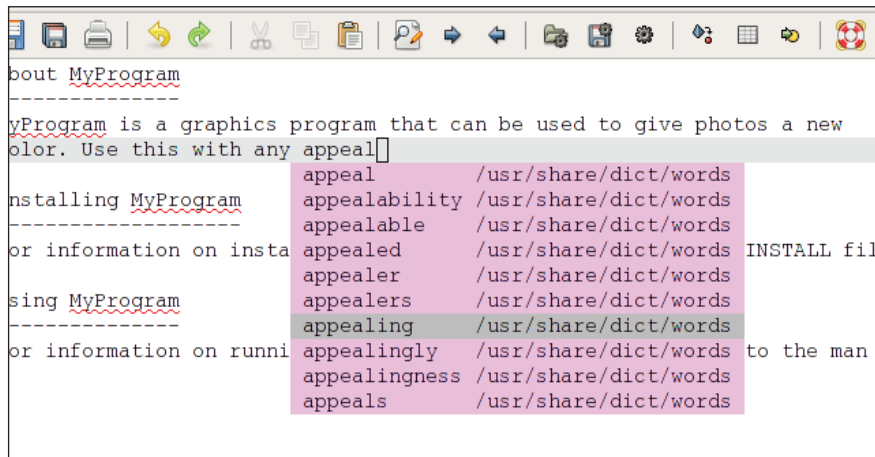 bout MyProgram
--------------
yProgram is a graphics program that can be used to give photos a new
olor. Use this with any appeal
appeal /usr/share/dict/words
nstalling MyProgram appealability /usr/share/dict/words
------------------- appealable /usr/share/dict/words
or information on insta appealed /usr/share/dict/words INSTALL fil
appealer /usr/share/dict/words
sing MyProgram appealers /usr/share/dict/words
-------------- appealing /usr/share/dict/words
or information on runni appealingly /usr/share/dict/words to the man
appealingness /usr/share/dict/words
appeals /usr/share/dict/words